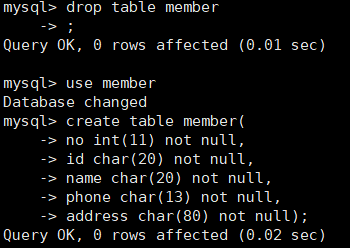 mysql> drop table member
    -> ;
Query OK, 0 rows affected (0.01 sec)
mysql> use member
Database changed
mysql> create table member(
    -> no int(11) not null,
    -> id char(20) not null,
    -> name char(20) not null,
    -> phone char(13) not null,
    -> address char(80) not null);
Query OK, 0 rows affected (0.02 sec)